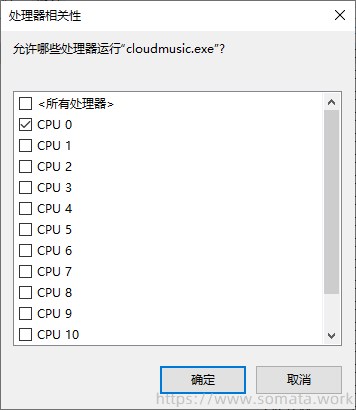 处理器相关性
允许哪些处理器运行“cloudmusic.exe”?
<所有处理器>
CPU 0
CPU 1
CPU 2
CPU 3
CPU 4
CPU 5
CPU 6
CPU 7
CPU 8
CPU 9
CPU 10
确定 取消
https://www.somata.work